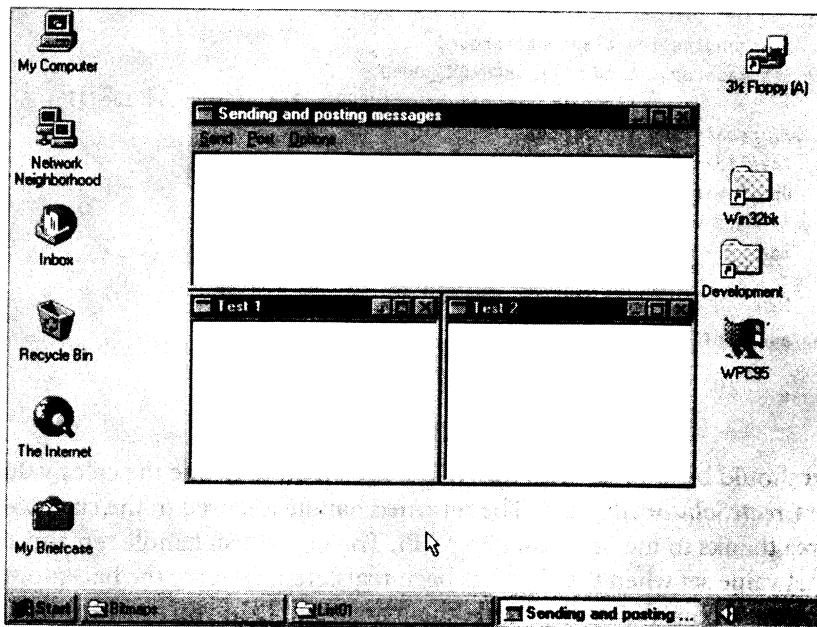 My Computer
3½ Floppy (A)
Sending and posting messages
Send Post Options
Network
Neighborhood
Win32bk
Inbox
Development
Test 1
Test 2
Recycle Bin
WPC95
The Internet
My Briefcase
Start
Bitmaps
List01
Sending and posting ...